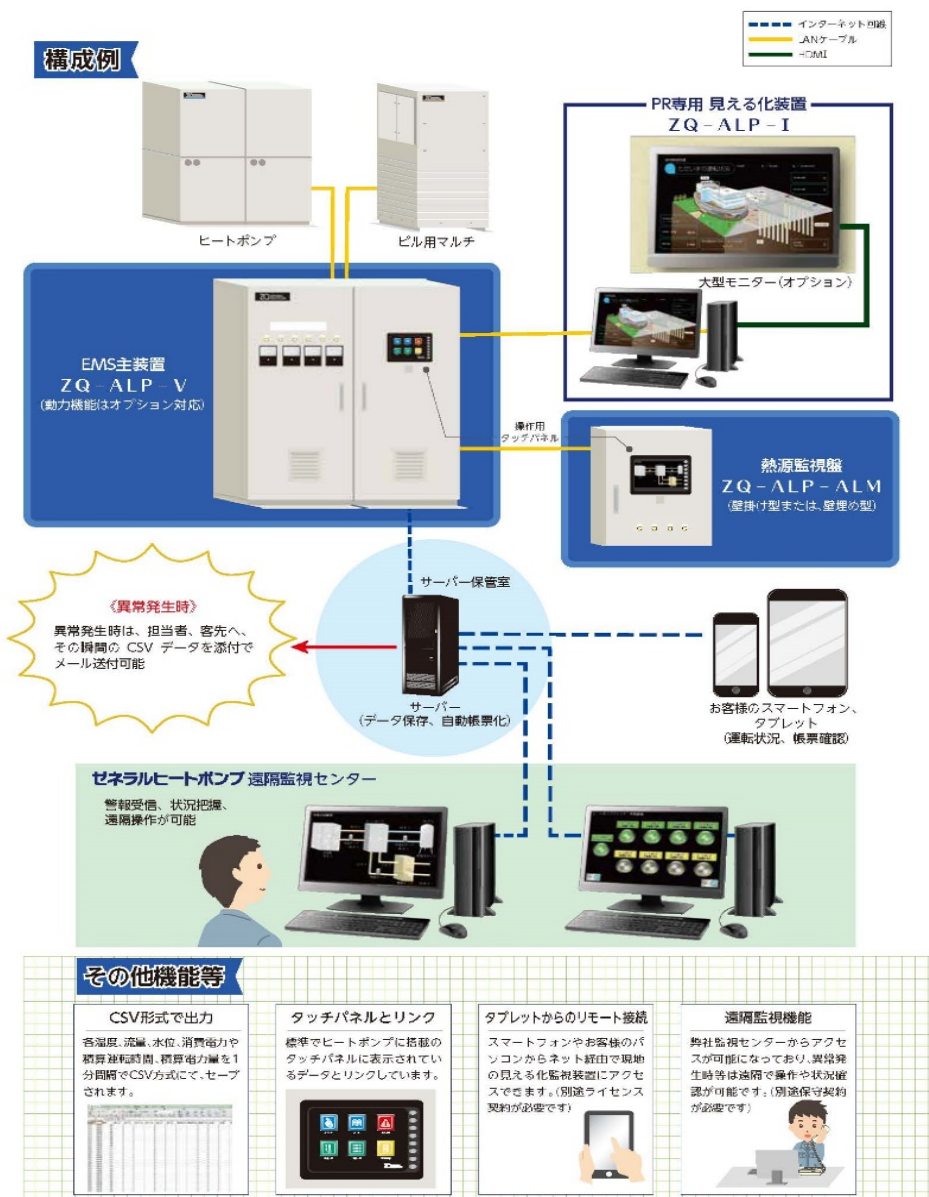 インターネット回線
LANケーブル
HDMI
構成例
PR専用 見える化装置
ZQ-ALP-I
ヒートポンプ
ビル用マルチ
大型モニター(オプション)
EMS主装置
ZQ-ALP-V
(動力機能はオプション対応)
操作用
タッチパネル
熱源監視盤
ZQ-ALP-ALM
(壁掛け型または、壁埋め型)
サーバー保管室
《異常発生時》
異常発生時は、担当者、客先へ、
その瞬間の CSV データを添付で
メール送付可能
サーバー
(データ保存、自動帳票化)
お客様のスマートフォン、
タブレット
(運転状況、帳票確認)
ゼネラルヒートポンプ 遠隔監視センター
警報受信、状況把握、
遠隔操作が可能
その他機能等
CSV形式で出力
各温度、流量、水位、消費電力や
積算運転時間、積算電力量を1
分間隔でCSV方式にて、セーブ
されます。
タッチパネルとリンク
標準でヒートポンプに搭載の
タッチパネルに表示されてい
るデータとリンクしています。
タブレットからのリモート接続
スマートフォンやお客様のパ
ソコンからネット経由で現地
の見える化監視装置にアクセ
スできます。(別途ライセンス
契約が必要です)
遠隔監視機能
弊社監視センターからアクセ
スが可能になっており、異常発
生時等は遠隔で操作や状況確
認が可能です。(別途保守契約
が必要です)